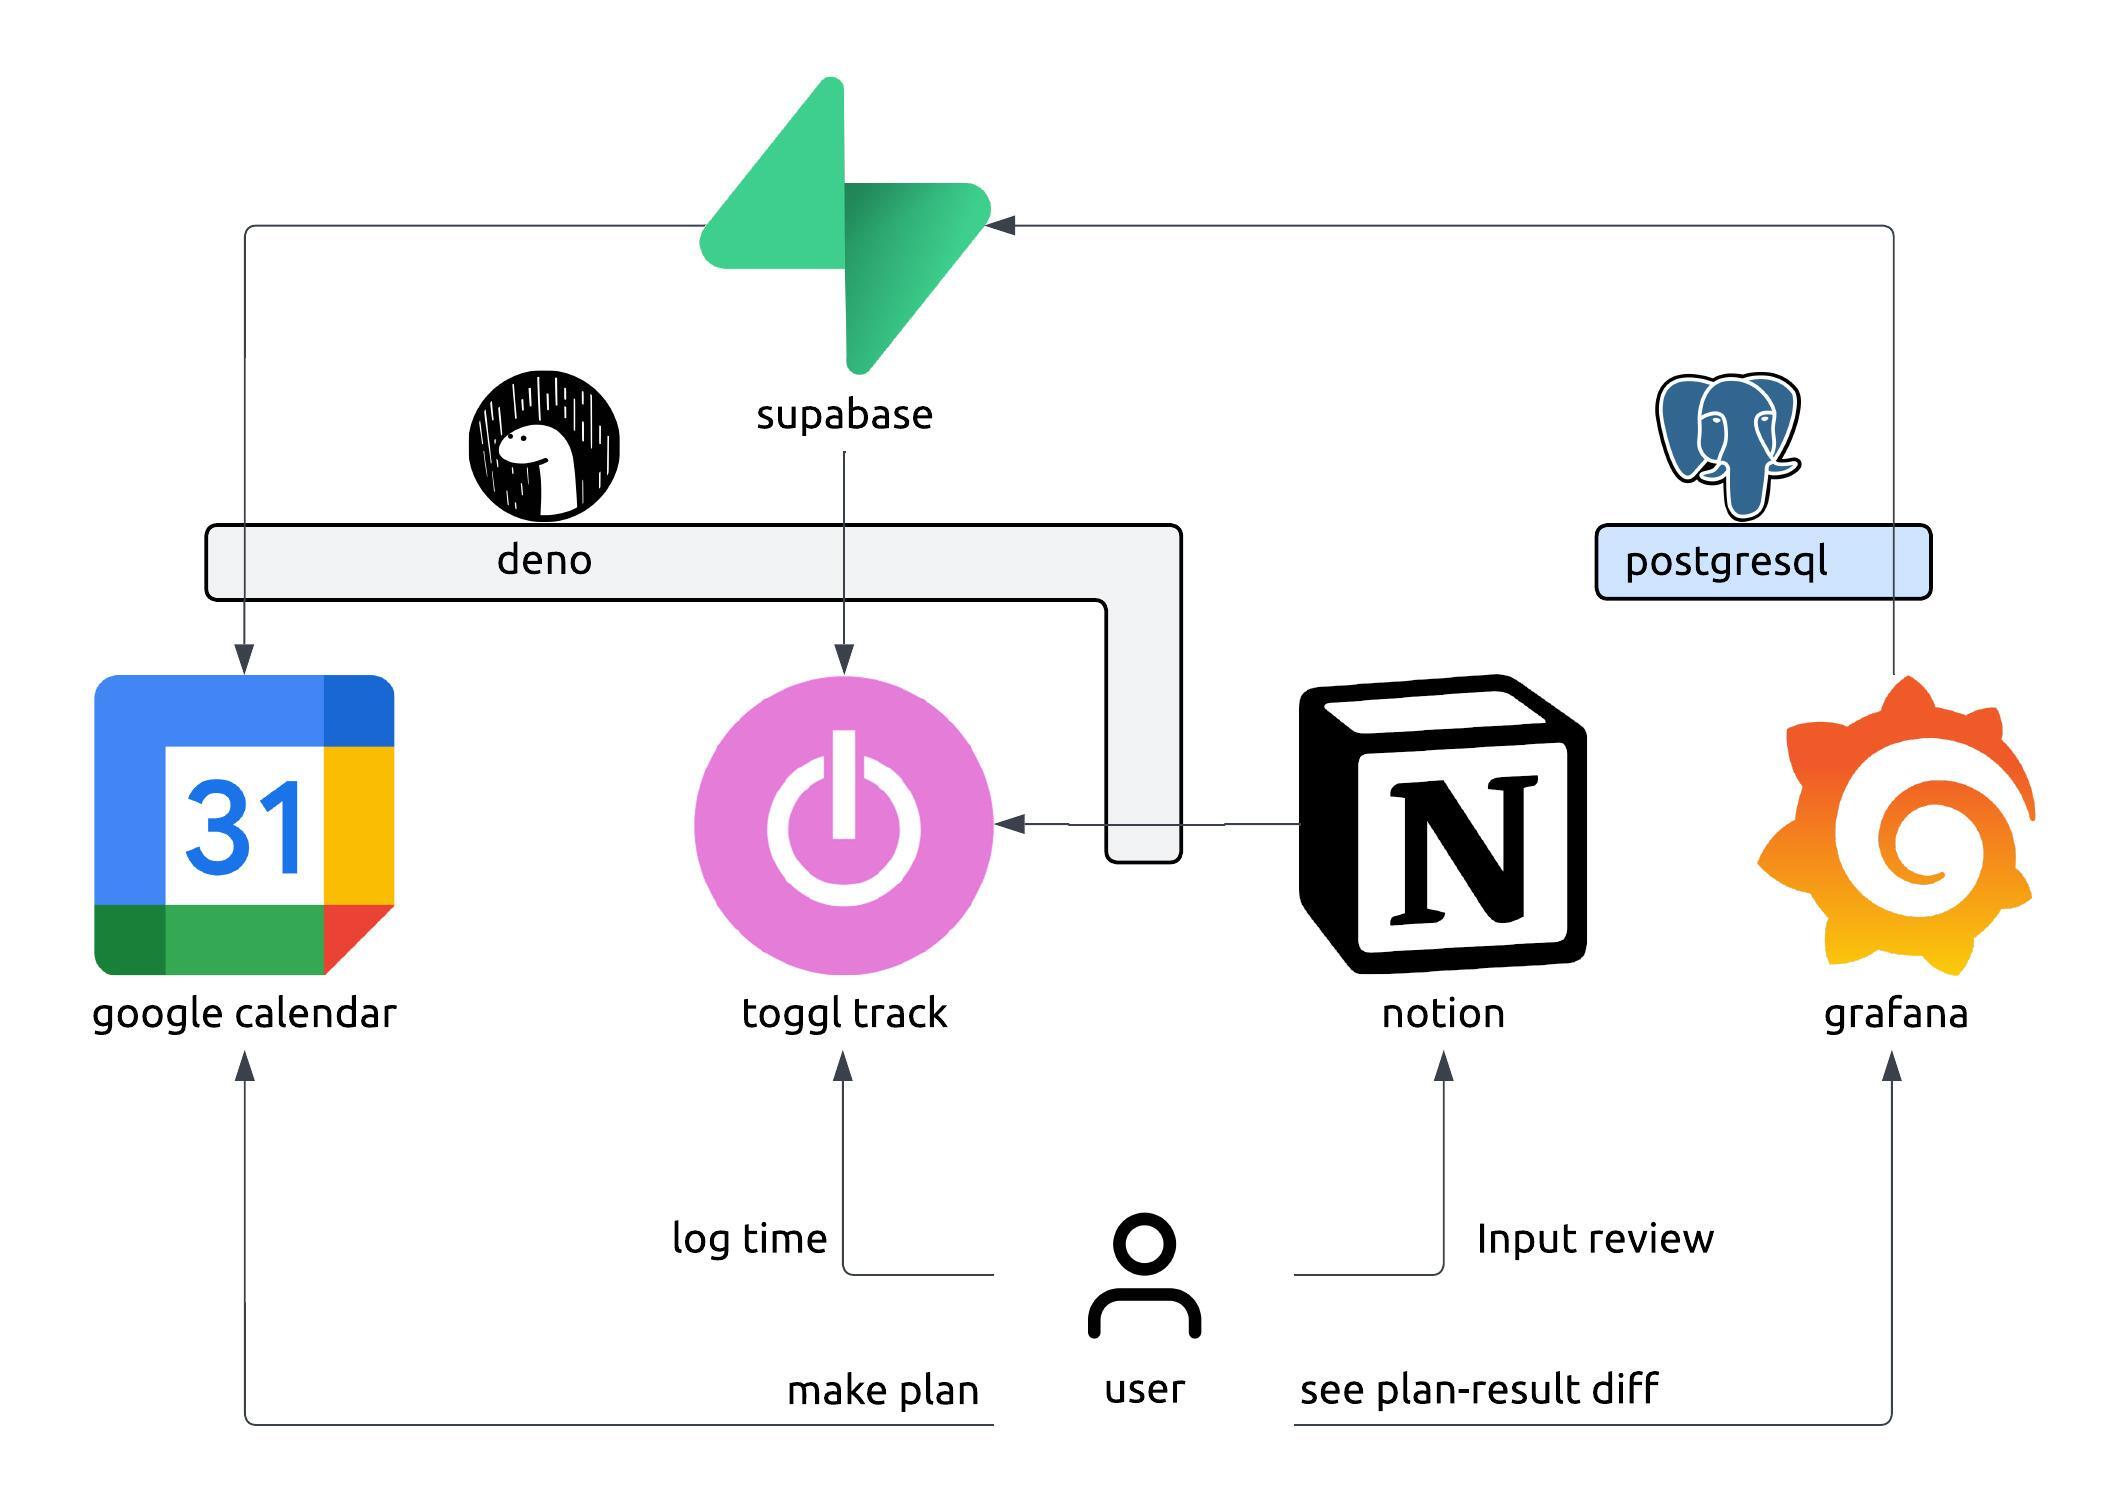 supabase
deno
postgresql
31
N
google calendar
toggl track
notion
grafana
log time
Input review
make plan
user
see plan-result diff